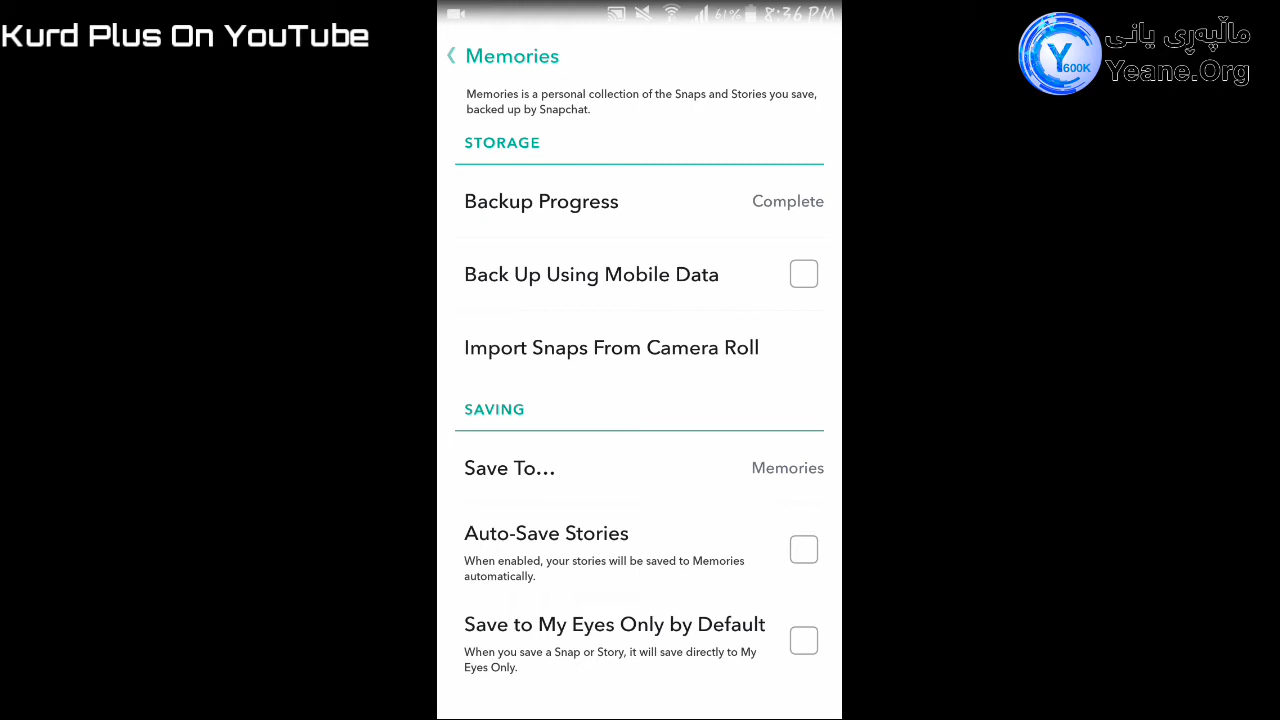 Kurd Plus On YouTube
61% 8:36 PM
ماڵپەڕی یانی
Y 600K
Yeane.Org
Memories
Memories is a personal collection of the Snaps and Stories you save,
backed up by Snapchat.
STORAGE
Backup Progress Complete
Back Up Using Mobile Data
Import Snaps From Camera Roll
SAVING
Save To... Memories
Auto-Save Stories
When enabled, your stories will be saved to Memories
automatically.
Save to My Eyes Only by Default
When you save a Snap or Story, it will save directly to My
Eyes Only.